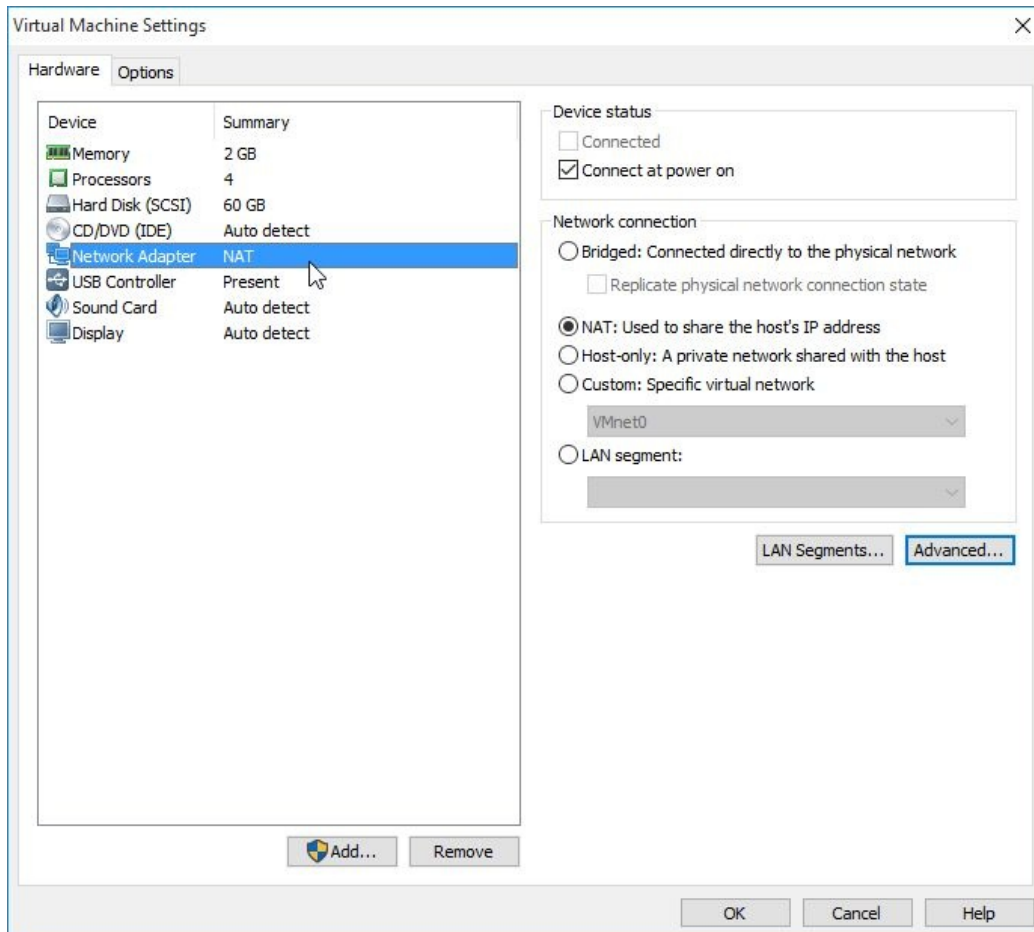 Virtual Machine Settings
Hardware Options
Device Summary
Memory 2 GB
Processors 4
Hard Disk (SCSI) 60 GB
CD/DVD (IDE) Auto detect
Network Adapter NAT
USB Controller Present
Sound Card Auto detect
Display Auto detect
Add... Remove
Device status
Connected
Connect at power on
Network connection
Bridged: Connected directly to the physical network
Replicate physical network connection state
NAT: Used to share the host's IP address
Host-only: A private network shared with the host
Custom: Specific virtual network
VMnet0
LAN segment:
LAN Segments... Advanced...
OK Cancel Help